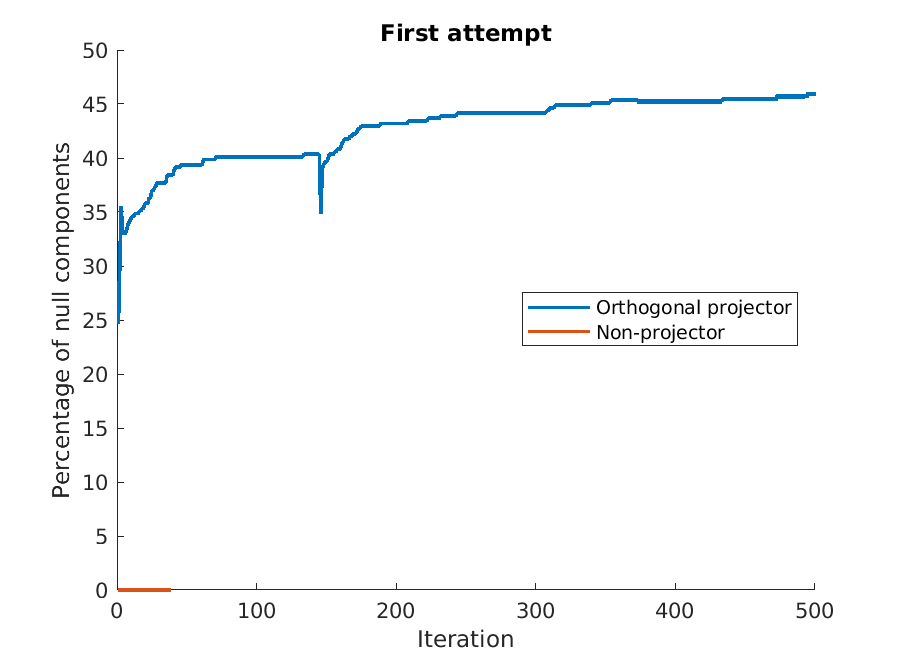 First attempt
Percentage of null components
50
45
40
35
30
25
20
15
10
5
0
Orthogonal projector
Non-projector
0 100 200 300 400 500
Iteration